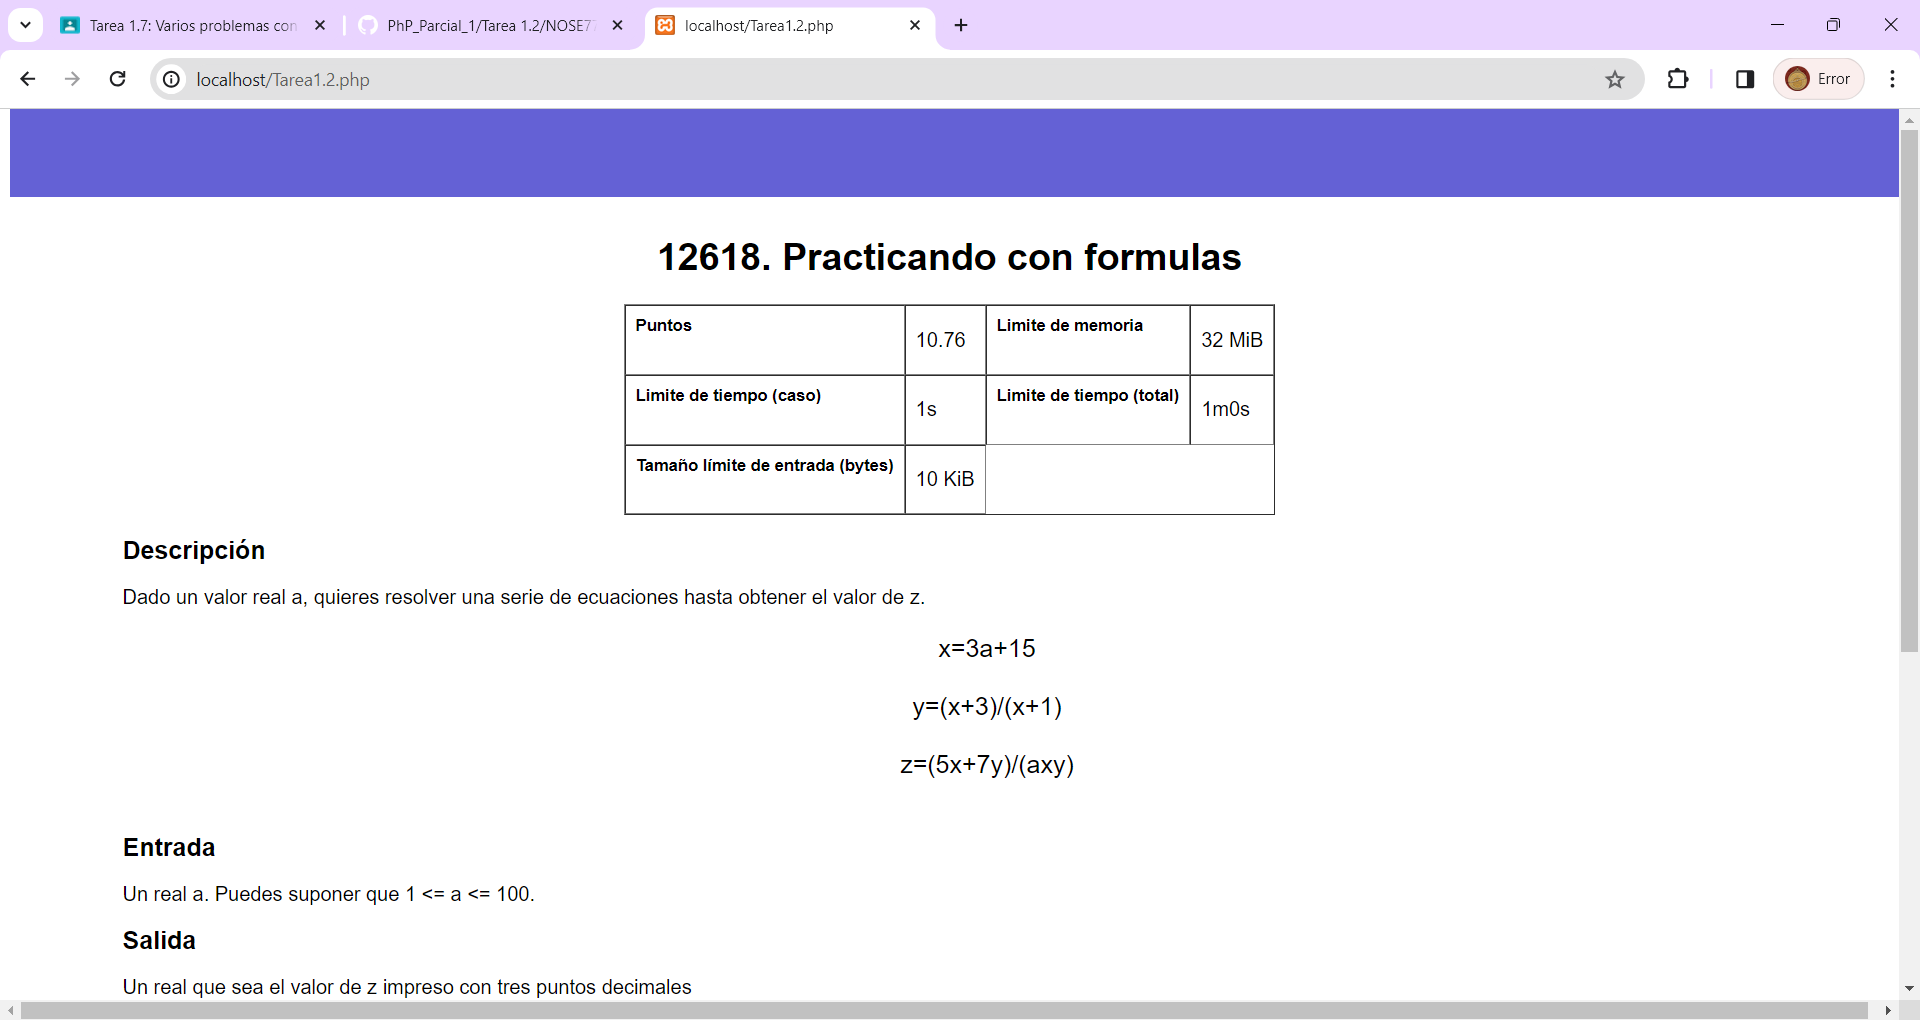 Tarea 1.7: Varios problemas con
PhP_Parcial_1/Tarea 1.2/NOSE7
localhost/Tarea1.2.php
localhost/Tarea1.2.php
Error
12618. Practicando con formulas
Puntos 10.76 Limite de memoria 32 MiB
Limite de tiempo (caso) 1s Limite de tiempo (total) 1m0s
Tamaño límite de entrada (bytes) 10 KiB
Descripción
Dado un valor real a, quieres resolver una serie de ecuaciones hasta obtener el valor de z.
x=3a+15
y=(x+3)/(x+1)
z=(5x+7y)/(axy)
Entrada
Un real a. Puedes suponer que 1 <= a <= 100.
Salida
Un real que sea el valor de z impreso con tres puntos decimales